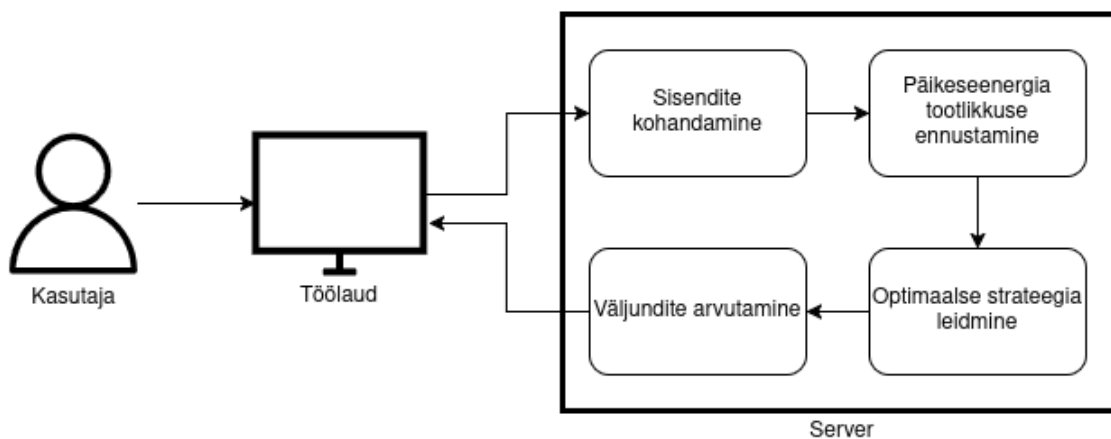 Kasutaja
Töölaud
Sisendite
kohandamine
Päikeseenergia
tootlikkuse
ennustamine
Optimaalse strateegia
leidmine
Väljundite arvutamine
Server